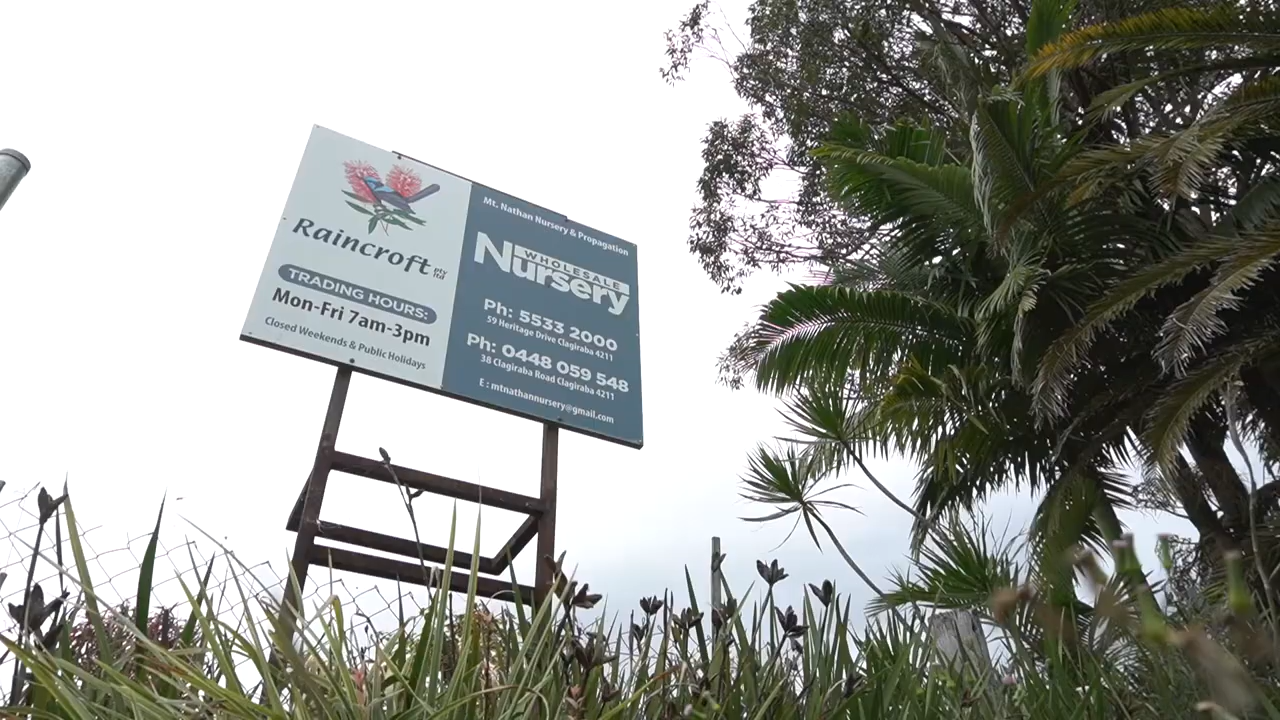 Raincroft pty ltd
TRADING HOURS:
Mon-Fri 7am-3pm
Closed Weekends & Public Holidays
Mt. Nathan Nursery & Propagation
WHOLESALE
Nursery
Ph: 5533 2000
59 Heritage Drive Clagiraba 4211
Ph: 0448 059 548
38 Clagiraba Road Clagiraba 4211
E : mtnathannursery@gmail.com